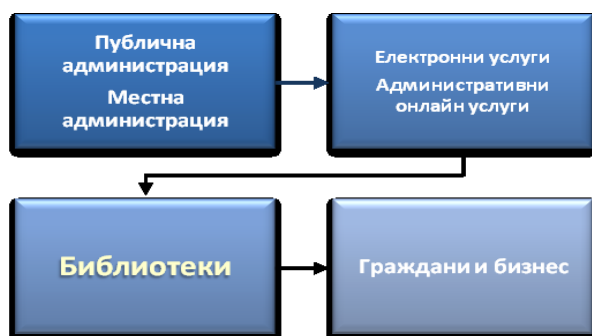 Публична
администрация
Местна
администрация
Електронни услуги
Административни
онлайн услуги
Библиотеки
Граждани и бизнес